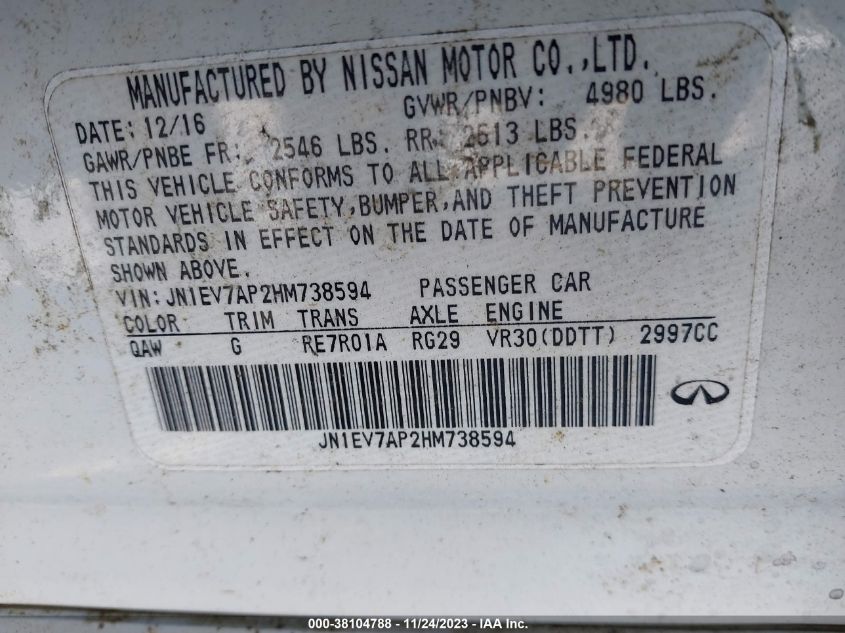 MANUFACTURED BY NISSAN MOTOR CO.,LTD.
DATE: 12/16 GVWR/PNBV: 4980 LBS.
GAWR/PNBE FR: 2546 LBS. RR: 2613 LBS.
THIS VEHICLE CONFORMS TO ALL APPLICABLE FEDERAL
MOTOR VEHICLE SAFETY,BUMPER,AND THEFT PREVENTION
STANDARDS IN EFFECT ON THE DATE OF MANUFACTURE
SHOWN ABOVE.
VIN: JN1EV7AP2HM738594 PASSENGER CAR
COLOR TRIM TRANS AXLE ENGINE
QAW G RE7R01A RG29 VR30(DDTT) 2997CC
JN1EV7AP2HM738594
000-38104788 - 11/24/2023 - IAA Inc.